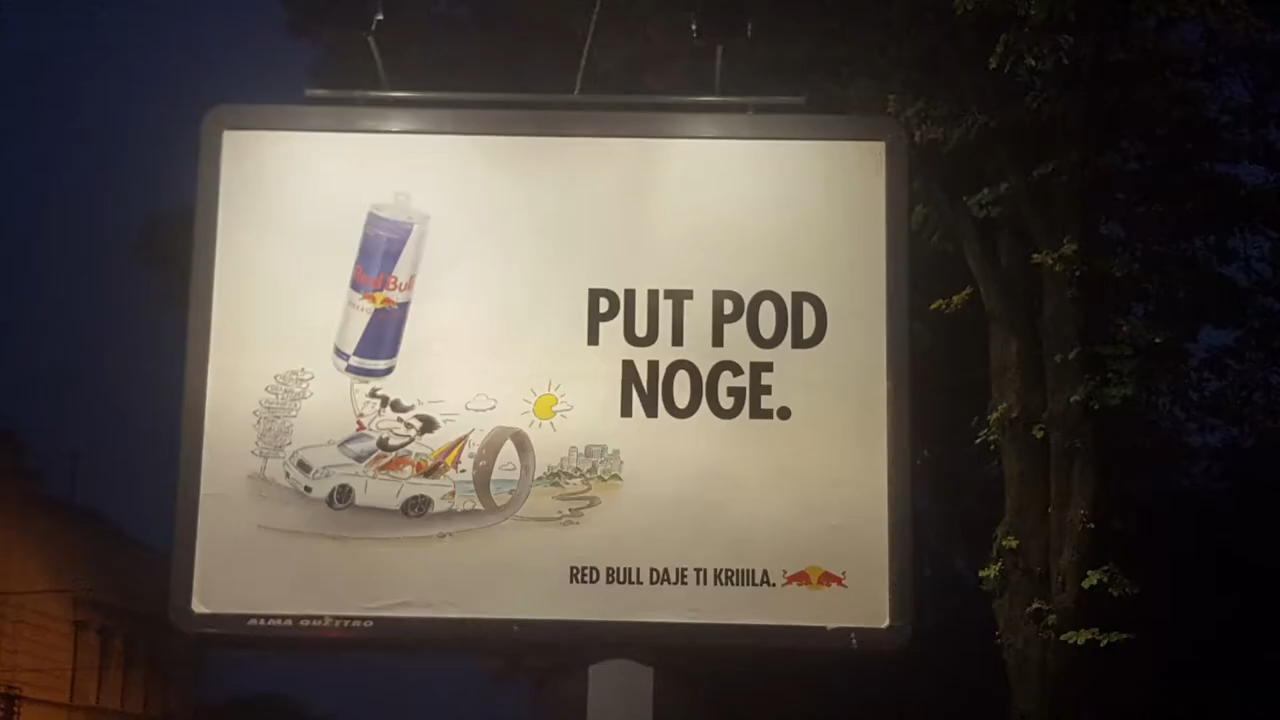 Red Bull
PUT POD
NOGE.
RED BULL DAJE TI KRIIILA.
ALMA QUATTRO